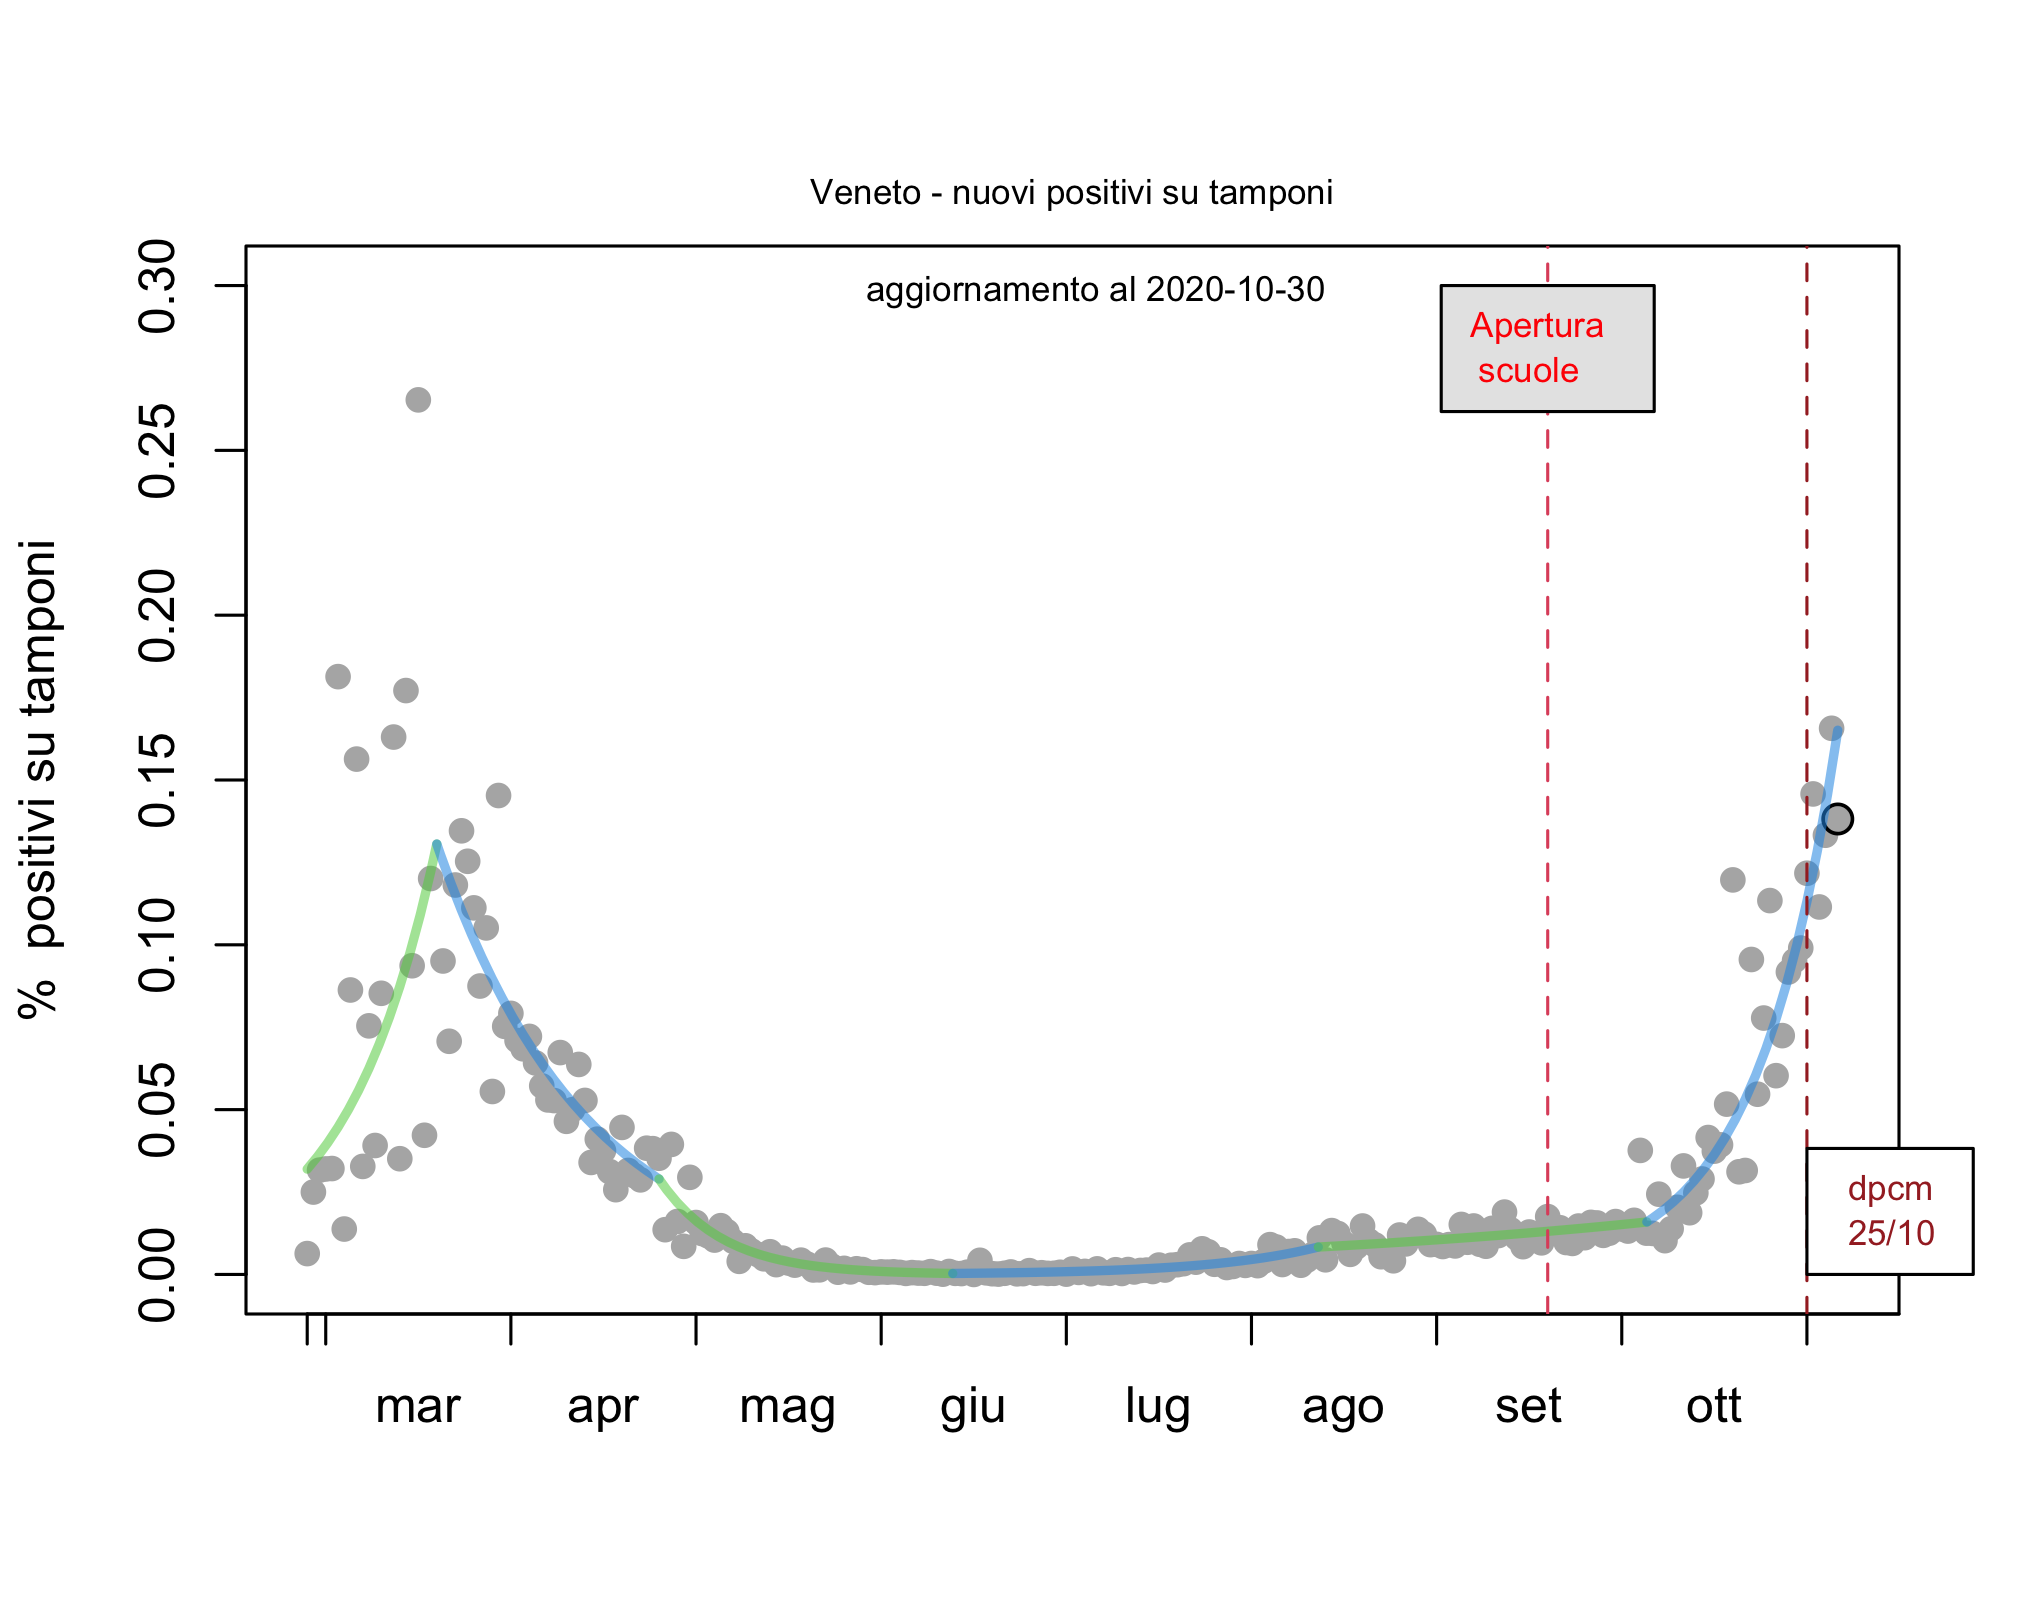 Veneto - nuovi positivi su tamponi
aggiornamento al 2020-10-30
Apertura
scuole
dpcm
25/10
% positivi su tamponi
0.30
0.25
0.20
0.15
0.10
0.05
0.00
mar apr mag giu lug ago set ott